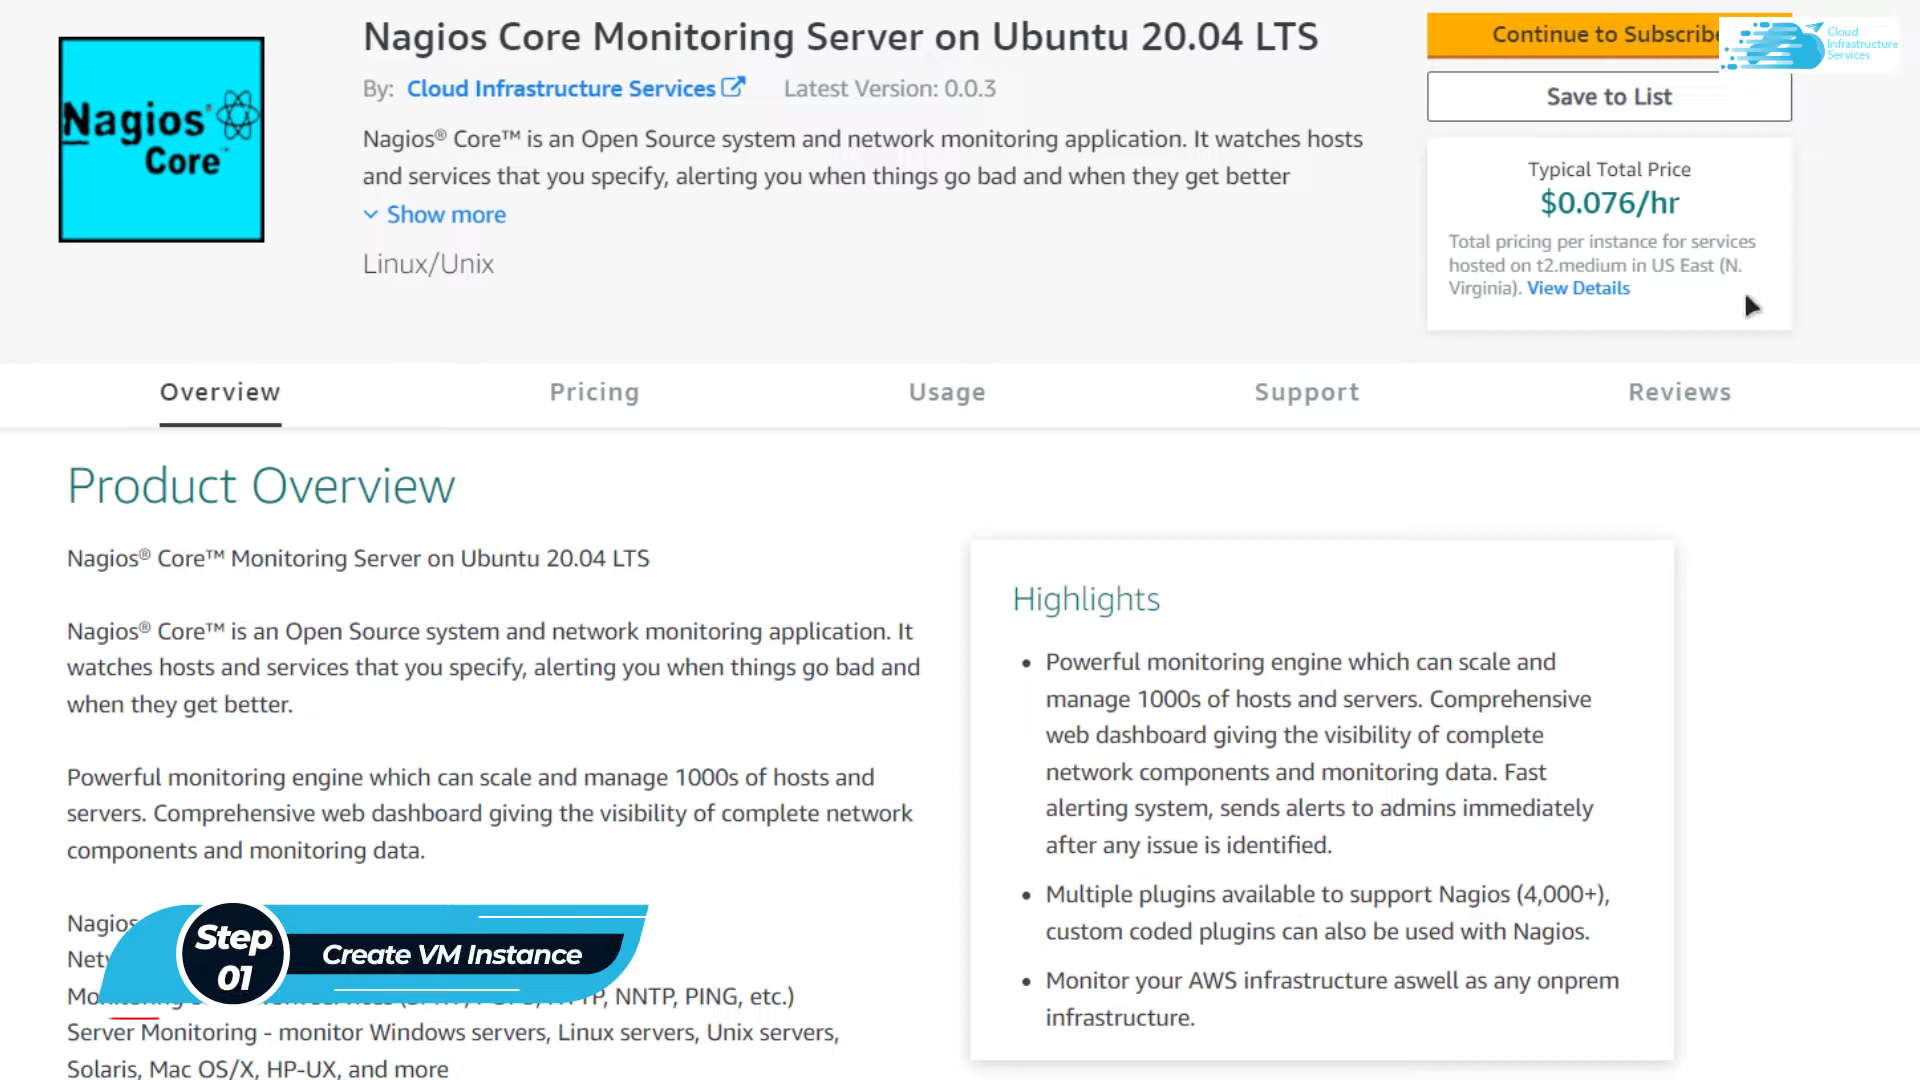 Nagios Core Monitoring Server on Ubuntu 20.04 LTS
By: Cloud Infrastructure Services Latest Version: 0.0.3
Nagios® Core™ is an Open Source system and network monitoring application. It watches hosts
and services that you specify, alerting you when things go bad and when they get better
Show more
Linux/Unix
Nagios®
Core™
Continue to Subscribe
Cloud
Infrastructure
Services
Save to List
Typical Total Price
$0.076/hr
Total pricing per instance for services
hosted on t2.medium in US East (N.
Virginia). View Details
Overview
Pricing
Usage
Support
Reviews
Product Overview
Nagios® Core™ Monitoring Server on Ubuntu 20.04 LTS
Nagios® Core™ is an Open Source system and network monitoring application. It
watches hosts and services that you specify, alerting you when things go bad and
when they get better.
Powerful monitoring engine which can scale and manage 1000s of hosts and
servers. Comprehensive web dashboard giving the visibility of complete network
components and monitoring data.
Nagios
Step
01
Create VM Instance
NNTP, PING, etc.)
Server Monitoring - monitor Windows servers, Linux servers, Unix servers,
Solaris, Mac OS/X, HP-UX, and more
Highlights
• Powerful monitoring engine which can scale and
manage 1000s of hosts and servers. Comprehensive
web dashboard giving the visibility of complete
network components and monitoring data. Fast
alerting system, sends alerts to admins immediately
after any issue is identified.
• Multiple plugins available to support Nagios (4,000+),
custom coded plugins can also be used with Nagios.
• Monitor your AWS infrastructure aswell as any onprem
infrastructure.